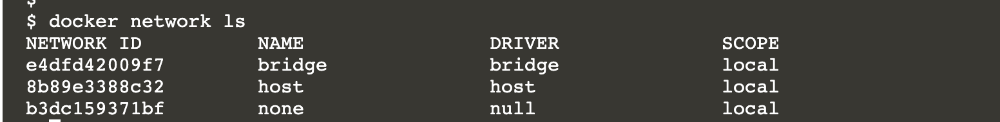 $
$ docker network ls
NETWORK ID NAME DRIVER SCOPE
e4dfd42009f7 bridge bridge local
8b89e3388c32 host host local
b3dc159371bf none null local